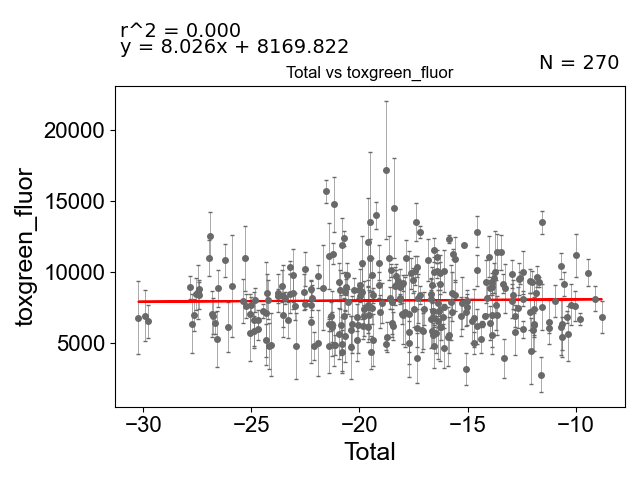 r^2 = 0.000
y = 8.026x + 8169.822
N = 270
Total vs toxgreen_fluor
20000
15000
10000
5000
toxgreen_fluor
−30
−25
−20
−15
−10
Total